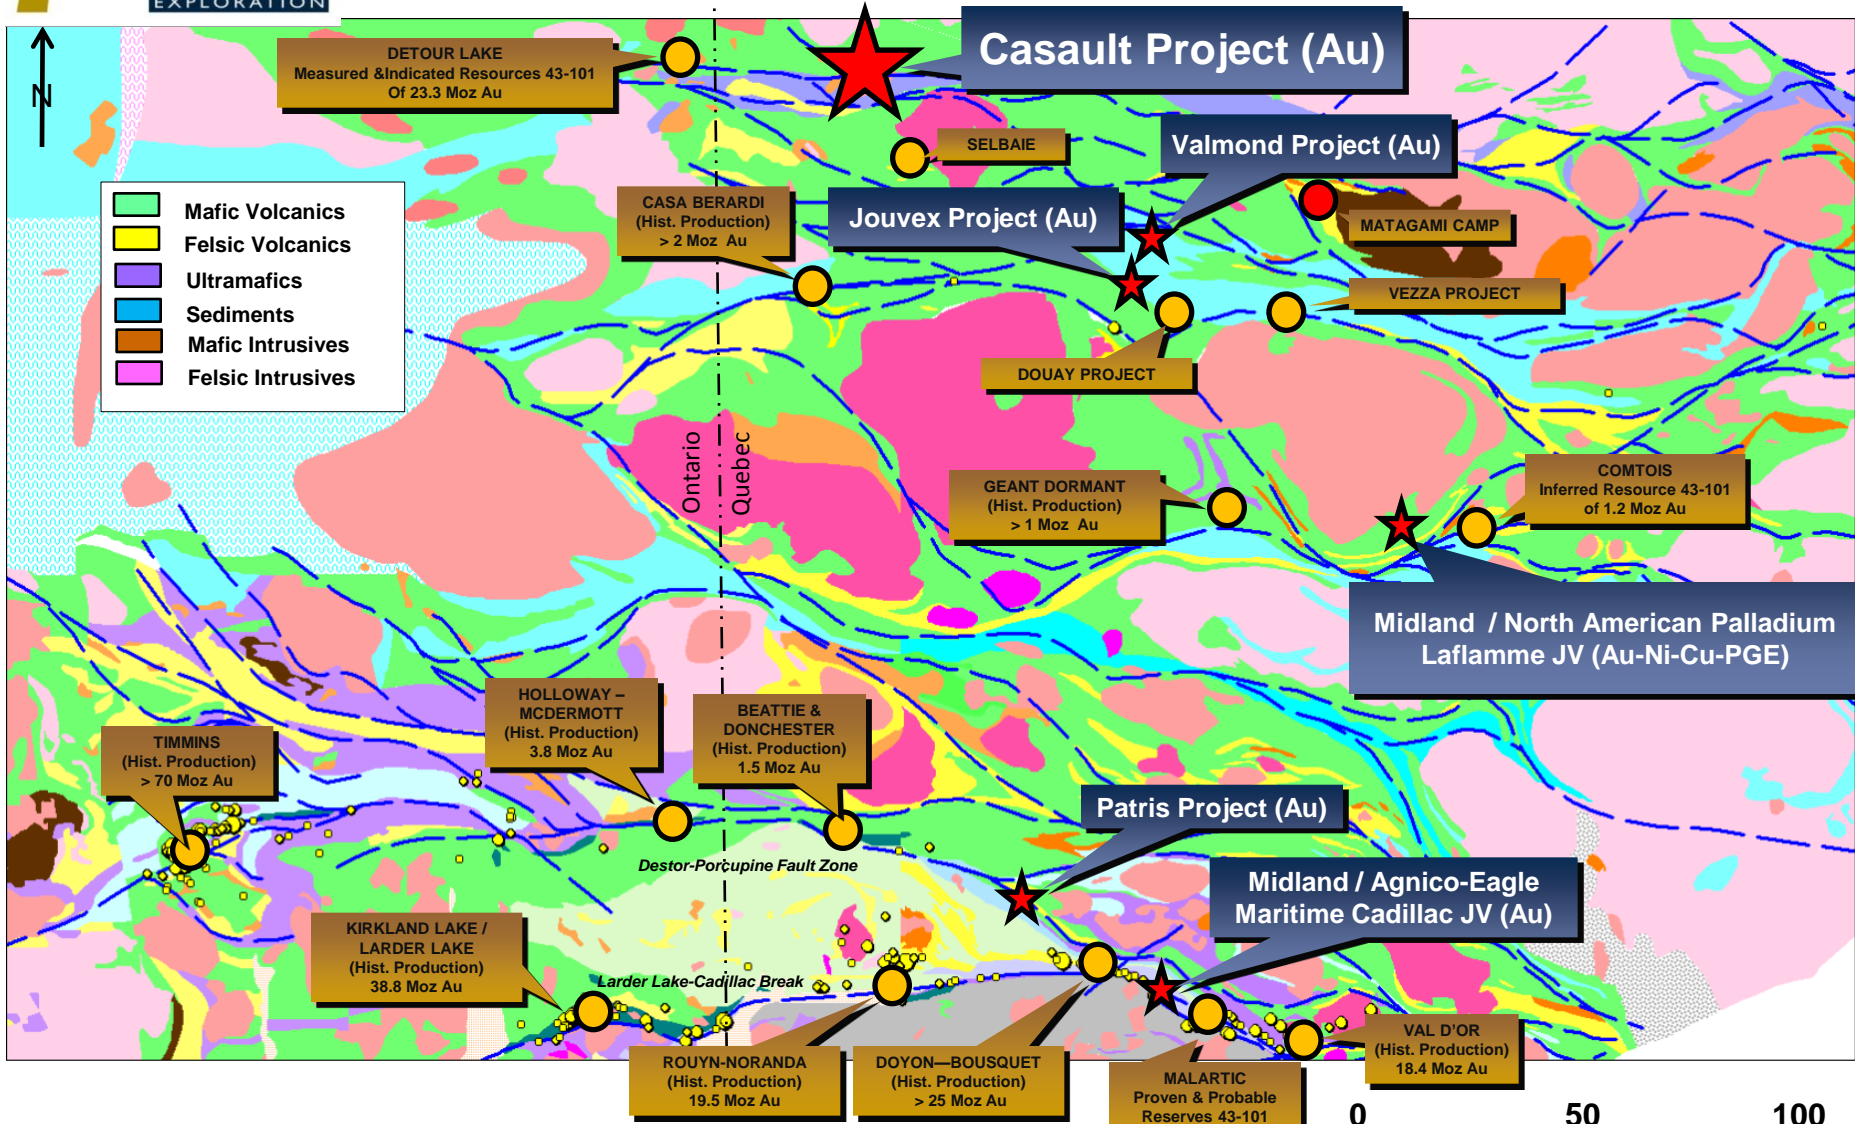 EXPLORATION
N
DETOUR LAKE
Measured &Indicated Resources 43-101
Of 23.3 Moz Au
Casault Project (Au)
SELBAIE
Valmond Project (Au)
CASA BERARDI
(Hist. Production)
> 2 Moz  Au
Jouvex Project (Au)
MATAGAMI CAMP
Mafic Volcanics
Felsic Volcanics
Ultramafics
Sediments
Mafic Intrusives
Felsic Intrusives
VEZZA PROJECT
DOUAY PROJECT
Ontario
Quebec
GEANT DORMANT
(Hist. Production)
> 1 Moz  Au
COMTOIS
Inferred Resource 43-101
of 1.2 Moz Au
Midland  / North American Palladium
Laflamme JV (Au-Ni-Cu-PGE)
HOLLOWAY –
MCDERMOTT
(Hist. Production)
3.8 Moz Au
BEATTIE &
DONCHESTER
(Hist. Production)
1.5 Moz Au
TIMMINS
(Hist. Production)
> 70 Moz Au
Patris Project (Au)
Destor-Porcupine Fault Zone
Midland / Agnico-Eagle
Maritime Cadillac JV (Au)
KIRKLAND LAKE /
LARDER LAKE
(Hist. Production)
38.8 Moz Au
Larder Lake-Cadillac Break
ROUYN-NORANDA
(Hist. Production)
19.5 Moz Au
DOYON—BOUSQUET
(Hist. Production)
> 25 Moz Au
MALARTIC
Proven & Probable
Reserves 43-101
VAL D'OR
(Hist. Production)
18.4 Moz Au
0 50 100